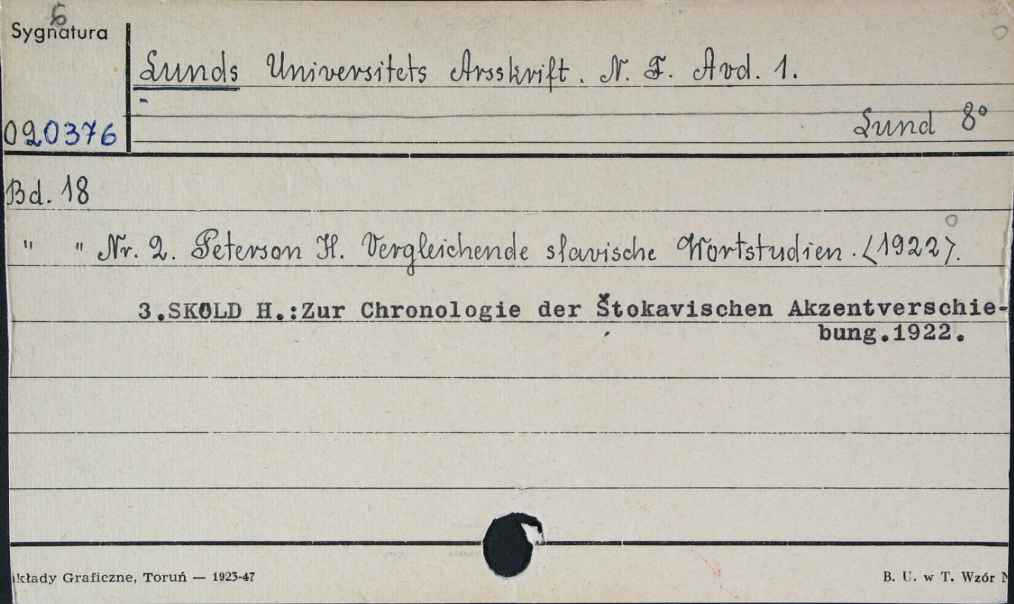 6
Sygnatura
Lunds Universitets Arsskrift. N. F. Avd. 1.
020376
Lund 8°
Bd. 18
" " Nr. 2. Peterson H. Vergleichende slavische Wortstudien. (1922).
3.SKOLD H.:Zur Chronologie der Štokavischen Akzentverschie-
bung.1922.
kłady Graficzne, Toruń — 1923-47
B. U. w T. Wzór N